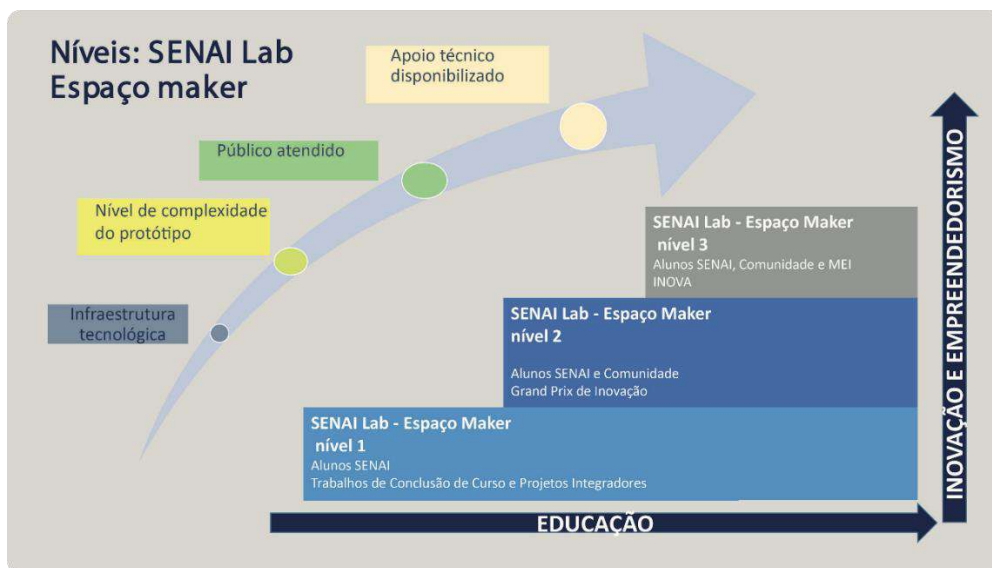 Níveis: SENAI Lab
Espaço maker
Apoio técnico
disponibilizado
Público atendido
Nível de complexidade
do protótipo
Infraestrutura
tecnológica
SENAI Lab - Espaço Maker
nível 3
Alunos SENAI, Comunidade e MEI
INOVA
SENAI Lab - Espaço Maker
nível 2
Alunos SENAI e Comunidade
Grand Prix de Inovação
SENAI Lab - Espaço Maker
nível 1
Alunos SENAI
Trabalhos de Conclusão de Curso e Projetos Integradores
EDUCAÇÃO
INOVAÇÃO E EMPREENDEDORISMO